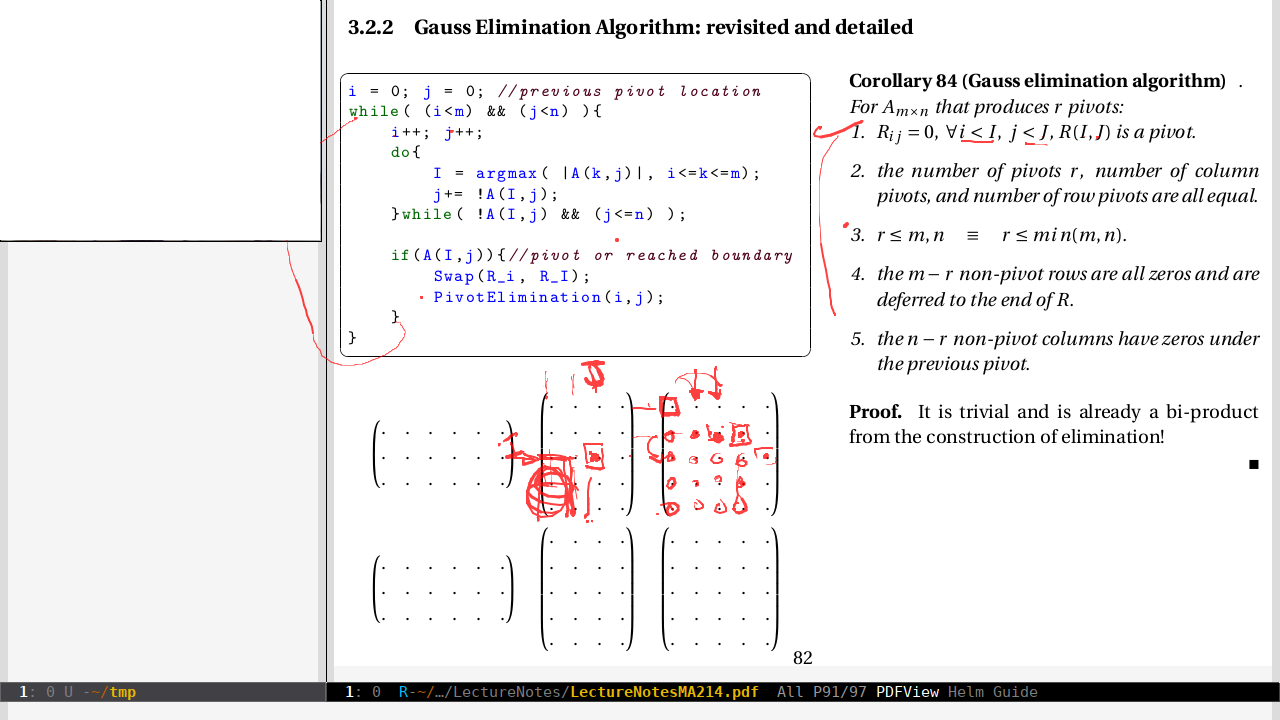 3.2.2 Gauss Elimination Algorithm: revisited and detailed
i = 0; j = 0; //previous pivot location
while( (i<m) && (j<n) ){
i++; j++;
do{
I = argmax( |A(k,j)|, i<=k<=m);
j+= !A(I,j);
}while( !A(I,j) && (j<=n) );
if(A(I,j)){//pivot or reached boundary
Swap(R_i, R_I);
PivotElimination(i,j);
}
}
Corollary 84 (Gauss elimination algorithm) .
For A_{m×n} that produces r pivots:
1. R_{ij} = 0, ∀i < I, j < J, R(I,J) is a pivot.
2. the number of pivots r, number of column
pivots, and number of row pivots are all equal.
3. r ≤ m, n ≡ r ≤ min(m, n).
4. the m − r non-pivot rows are all zeros and are
deferred to the end of R.
5. the n − r non-pivot columns have zeros under
the previous pivot.
Proof. It is trivial and is already a bi-product
from the construction of elimination!
■
82
1: 0 U -~/tmp
1: 0 R-~/…/LectureNotes/LectureNotesMA214.pdf All P91/97 PDFView Helm Guide